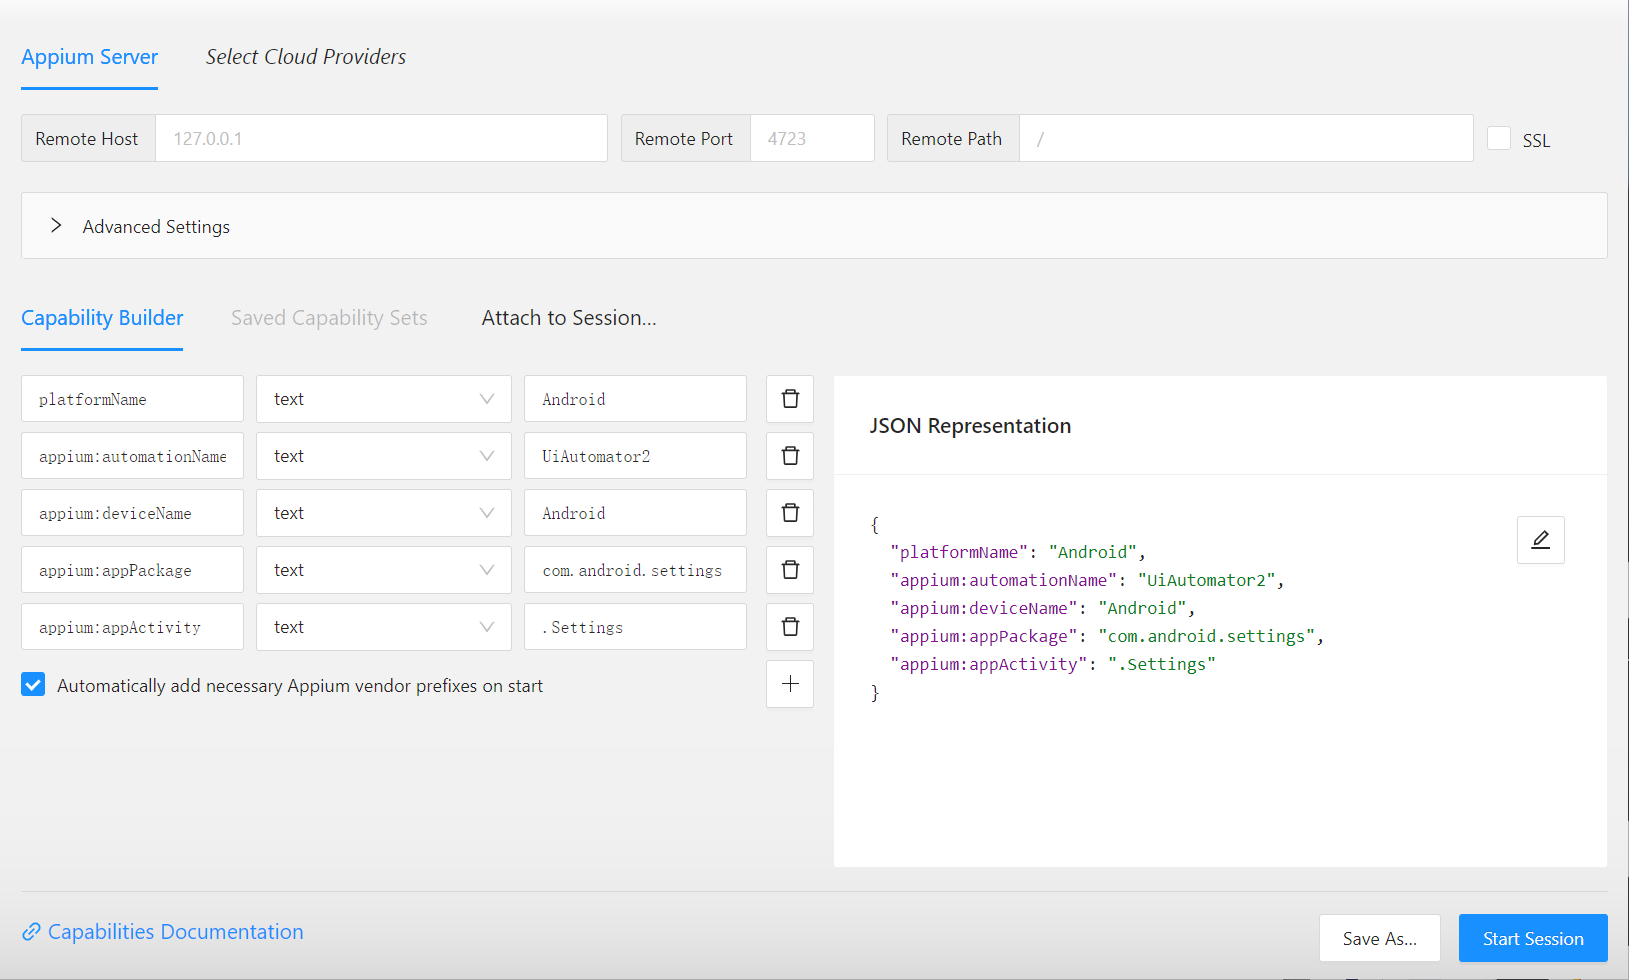 Appium Server Select Cloud Providers
Remote Host 127.0.0.1 Remote Port 4723 Remote Path / SSL
Advanced Settings
Capability Builder Saved Capability Sets Attach to Session...
platformName text Android
appium:automationName text UiAutomator2
appium:deviceName text Android
appium:appPackage text com.android.settings
appium:appActivity text .Settings
Automatically add necessary Appium vendor prefixes on start
JSON Representation
{
"platformName": "Android",
"appium:automationName": "UiAutomator2",
"appium:deviceName": "Android",
"appium:appPackage": "com.android.settings",
"appium:appActivity": ".Settings"
}
Capabilities Documentation Save As... Start Session